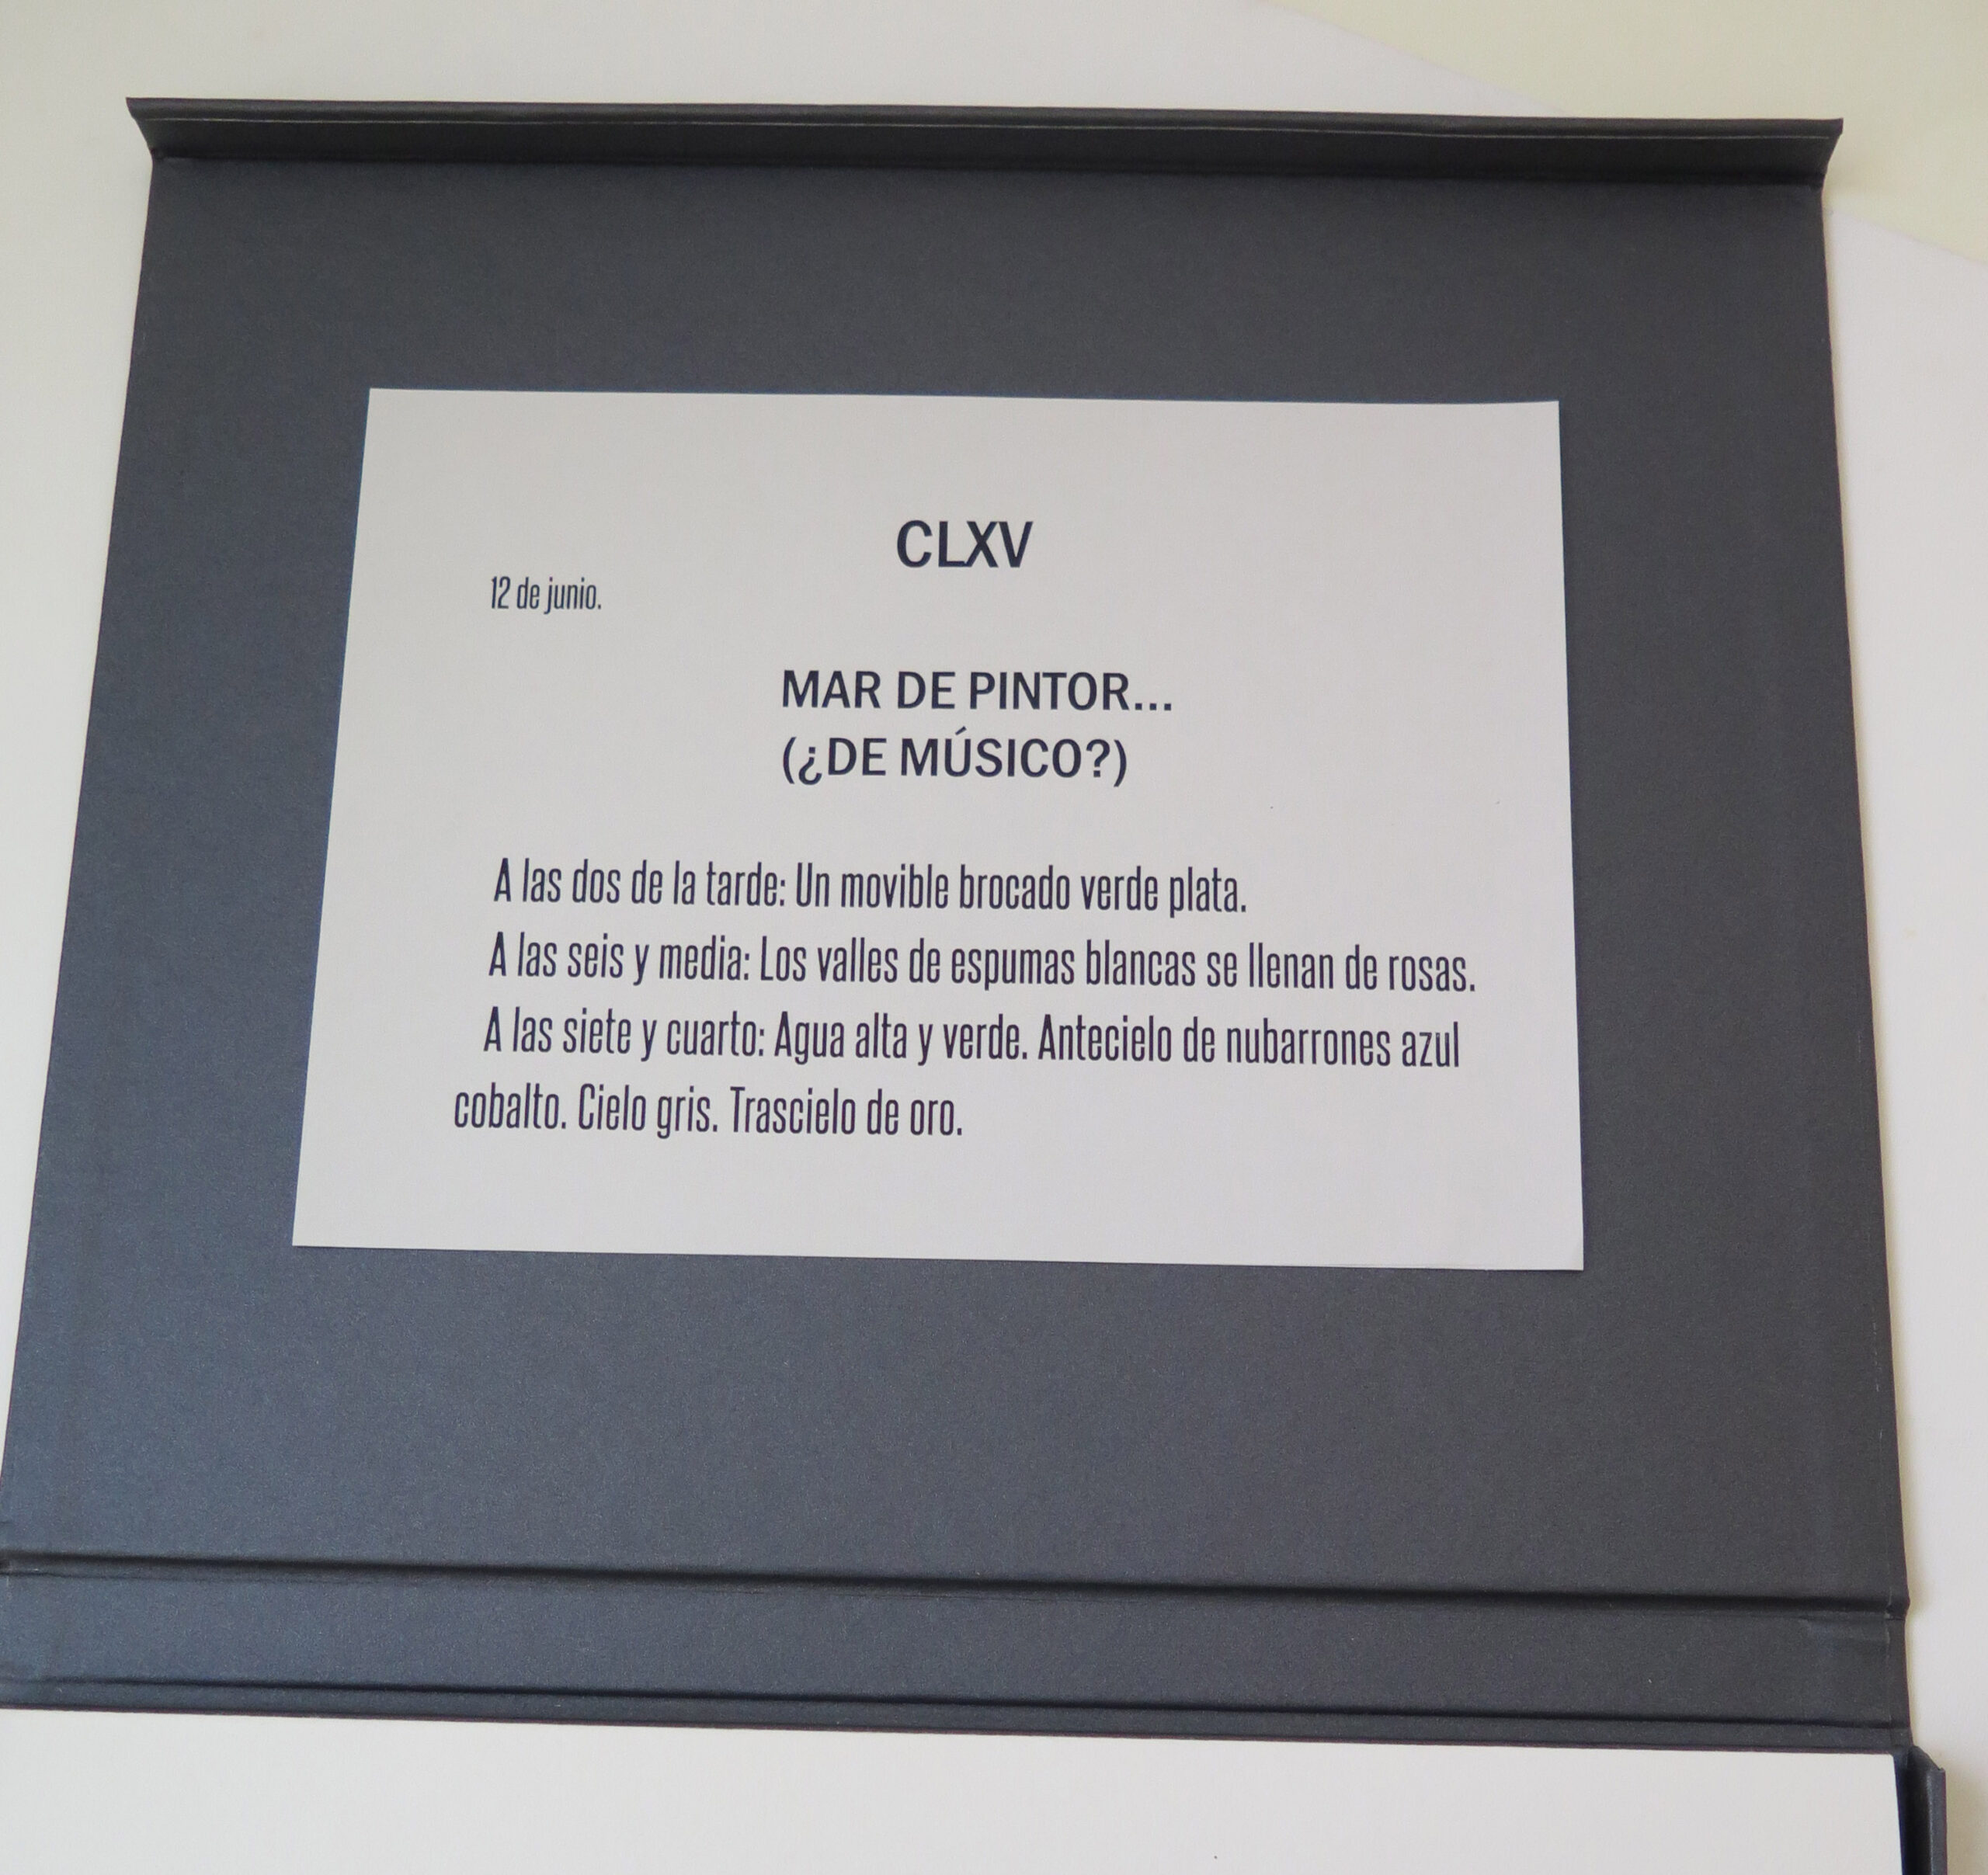 CLXV
12 de junio.
MAR DE PINTOR...
(¿DE MÚSICO?)
A las dos de la tarde: Un movible brocado verde plata.
A las seis y media: Los valles de espumas blancas se llenan de rosas.
A las siete y cuarto: Agua alta y verde. Antecielo de nubarrones azul
cobalto. Cielo gris. Trascielo de oro.